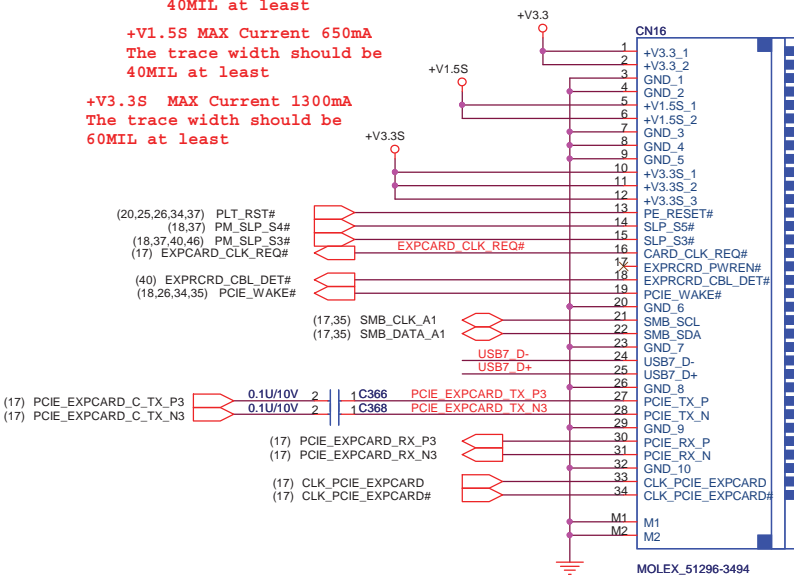 40MIL at least
+V1.5S MAX Current 650mA
The trace width should be
40MIL at least
+V3.3S MAX Current 1300mA
The trace width should be
60MIL at least
+V3.3
+V1.5S
+V3.3S
CN16
1 +V3.3_1
2 +V3.3_2
3 GND_1
4 GND_2
5 +V1.5S_1
6 +V1.5S_2
7 GND_3
8 GND_4
9 GND_5
10 +V3.3S_1
11 +V3.3S_2
12 +V3.3S_3
(20,25,26,34,37) PLT_RST# 13 PE_RESET#
(18,37) PM_SLP_S4# 14 SLP_S5#
(18,37,40,46) PM_SLP_S3# 15 SLP_S3#
(17) EXPCARD_CLK_REQ# EXPCARD_CLK_REQ# 16 CARD_CLK_REQ#
17 EXPRCRD_PWREN#
(40) EXPRCRD_CBL_DET# 18 EXPRCRD_CBL_DET#
(18,26,34,35) PCIE_WAKE# 19 PCIE_WAKE#
20 GND_6
(17,35) SMB_CLK_A1 21 SMB_SCL
(17,35) SMB_DATA_A1 22 SMB_SDA
23 GND_7
USB7_D- 24 USB7_D-
USB7_D+ 25 USB7_D+
26 GND_8
(17) PCIE_EXPCARD_C_TX_P3 0.1U/10V 2 1 C366 PCIE_EXPCARD_TX_P3 27 PCIE_TX_P
(17) PCIE_EXPCARD_C_TX_N3 0.1U/10V 2 1 C368 PCIE_EXPCARD_TX_N3 28 PCIE_TX_N
29 GND_9
(17) PCIE_EXPCARD_RX_P3 30 PCIE_RX_P
(17) PCIE_EXPCARD_RX_N3 31 PCIE_RX_N
32 GND_10
(17) CLK_PCIE_EXPCARD 33 CLK_PCIE_EXPCARD
(17) CLK_PCIE_EXPCARD# 34 CLK_PCIE_EXPCARD#
M1 M1
M2 M2
MOLEX_51296-3494